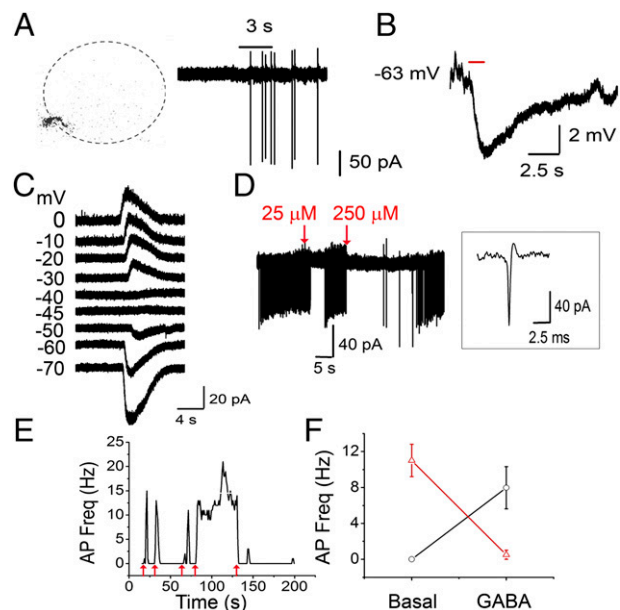 A
3 s
50 pA
B
-63 mV
2 mV
2.5 s
C
mV
0
-10
-20
-30
-40
-45
-50
-60
-70
20 pA
4 s
D
25 μM
250 μM
40 pA
5 s
40 pA
2.5 ms
E
AP Freq (Hz)
25
20
15
10
5
0
0 50 100 150 200
Time (s)
F
AP Freq (Hz)
12
8
4
0
Basal GABA